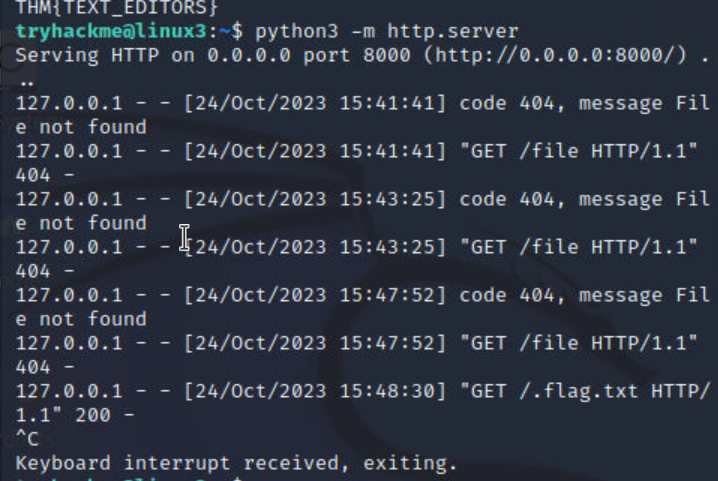 THM{TEXT_EDITORS}
tryhackme@linux3:~$ python3 -m http.server
Serving HTTP on 0.0.0.0 port 8000 (http://0.0.0.0:8000/) .
..
127.0.0.1 - - [24/Oct/2023 15:41:41] code 404, message Fil
e not found
127.0.0.1 - - [24/Oct/2023 15:41:41] "GET /file HTTP/1.1"
404 -
127.0.0.1 - - [24/Oct/2023 15:43:25] code 404, message Fil
e not found
127.0.0.1 - - [24/Oct/2023 15:43:25] "GET /file HTTP/1.1"
404 -
127.0.0.1 - - [24/Oct/2023 15:47:52] code 404, message Fil
e not found
127.0.0.1 - - [24/Oct/2023 15:47:52] "GET /file HTTP/1.1"
404 -
127.0.0.1 - - [24/Oct/2023 15:48:30] "GET /.flag.txt HTTP/
1.1" 200 -
^C
Keyboard interrupt received, exiting.